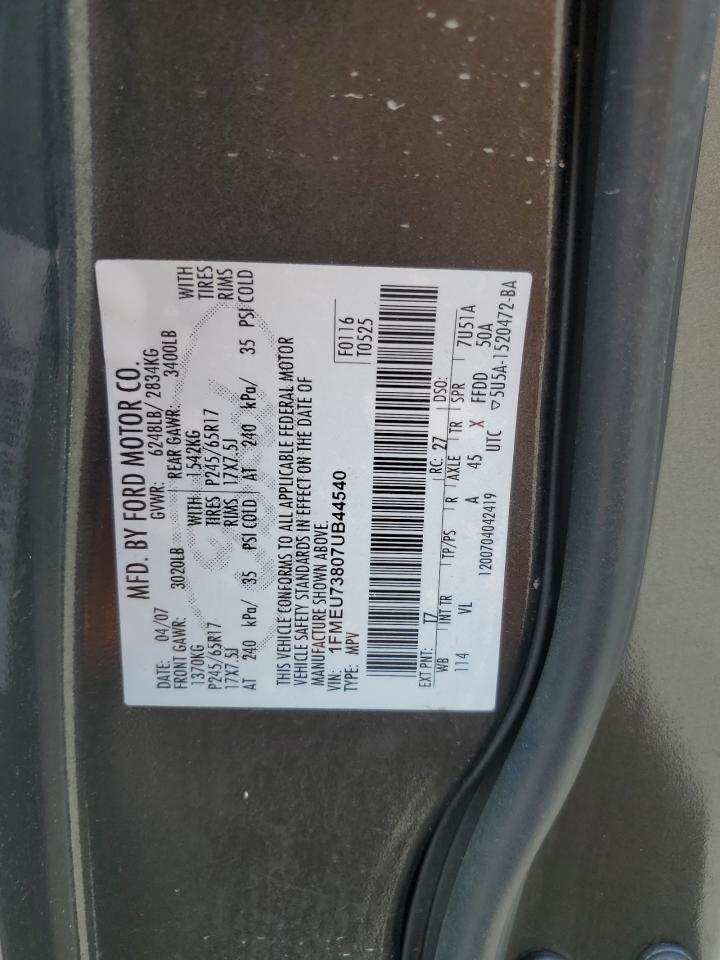 MFD. BY FORD MOTOR CO.
DATE: 04/07 GVWR: 6248LB/ 2834KG
FRONT GAWR: 3020LB REAR GAWR: 3400LB
1370KG WITH 1542KG WITH
P245/65R17 TIRES P245/65R17 TIRES
17X7.5J RIMS 17X7.5J RIMS
AT 240 kPa/ 35 PSI COLD AT 240 kPa/ 35 PSI COLD
THIS VEHICLE CONFORMS TO ALL APPLICABLE FEDERAL MOTOR
VEHICLE SAFETY STANDARDS IN EFFECT ON THE DATE OF
MANUFACTURE SHOWN ABOVE.
VIN: 1FMEU73807UB44540
TYPE: MPV
F0116
T0525
EXT PNT: T7 RC: 27 DSO:
WB INT TR TP/PS R AXLE TR SPR 7U51A
114 VL A 45 X FFDD 50A
1200704042419 UTC ▽5U5A-1520472-BA